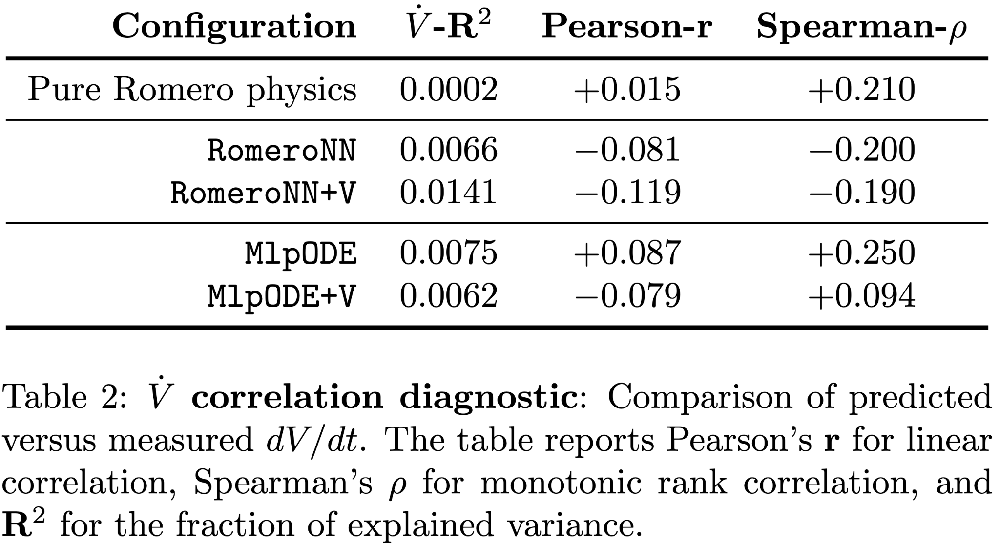 Configuration V̇-R² Pearson-r Spearman-ρ
Pure Romero physics 0.0002 +0.015 +0.210
RomeroNN 0.0066 −0.081 −0.200
RomeroNN+V 0.0141 −0.119 −0.190
MlpODE 0.0075 +0.087 +0.250
MlpODE+V 0.0062 −0.079 +0.094
Table 2: V̇ correlation diagnostic: Comparison of predicted
versus measured dV/dt. The table reports Pearson's r for linear
correlation, Spearman's ρ for monotonic rank correlation, and
R² for the fraction of explained variance.